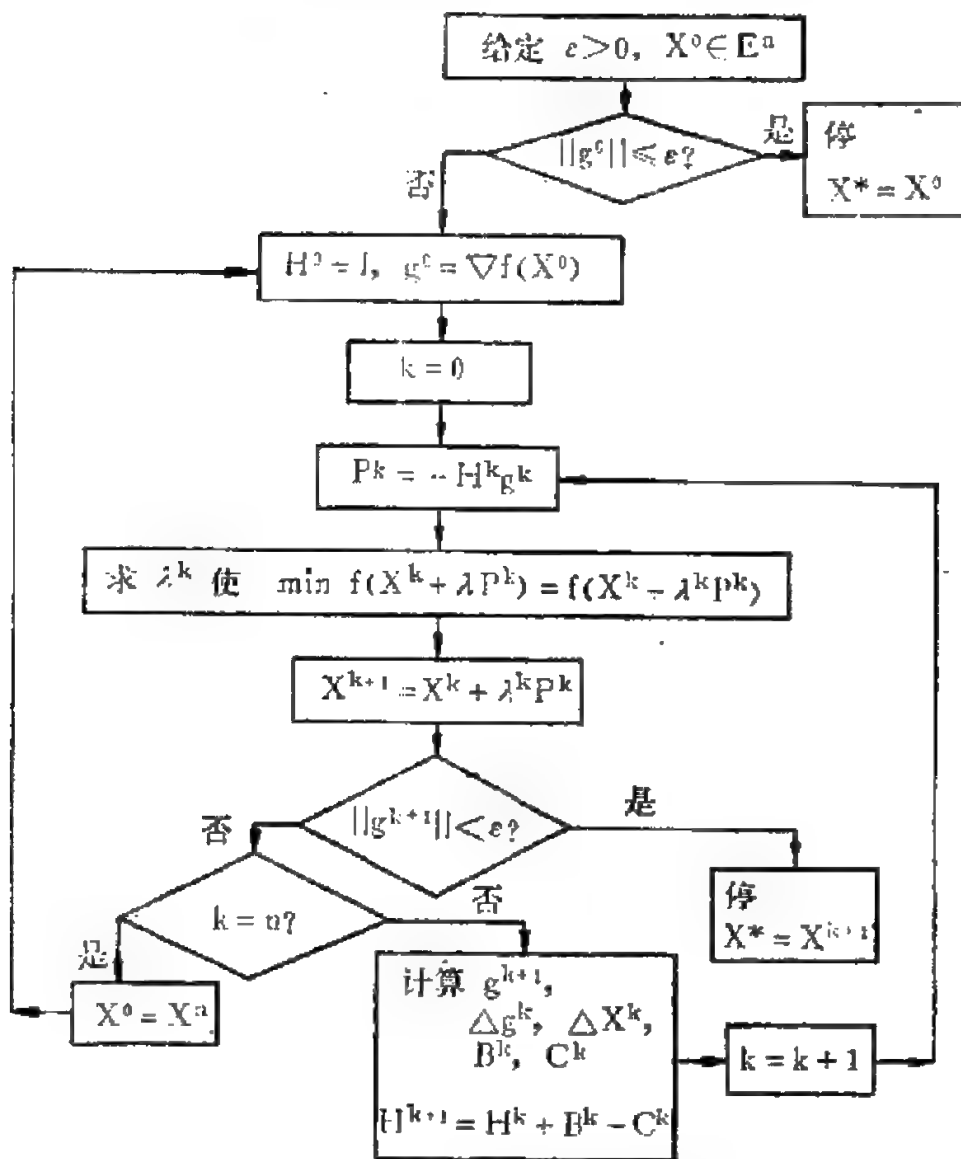 给定 ε>0, X⁰∈Eⁿ
||g⁰||≤ε?
是
停
X* = X⁰
否
H⁰ = I, g⁰ = ▽f(X⁰)
k = 0
Pᵏ = - Hᵏgᵏ
求 λᵏ 使 min f(Xᵏ + λPᵏ) = f(Xᵏ - λᵏPᵏ)
Xᵏ⁺¹ = Xᵏ + λᵏPᵏ
||gᵏ⁺¹||<ε?
否
是
停
X* = Xᵏ⁺¹
k = n?
否
是
X⁰ = Xⁿ
计算 gᵏ⁺¹,
△gᵏ, △Xᵏ,
Bᵏ, Cᵏ
Hᵏ⁺¹ = Hᵏ + Bᵏ - Cᵏ
k = k + 1